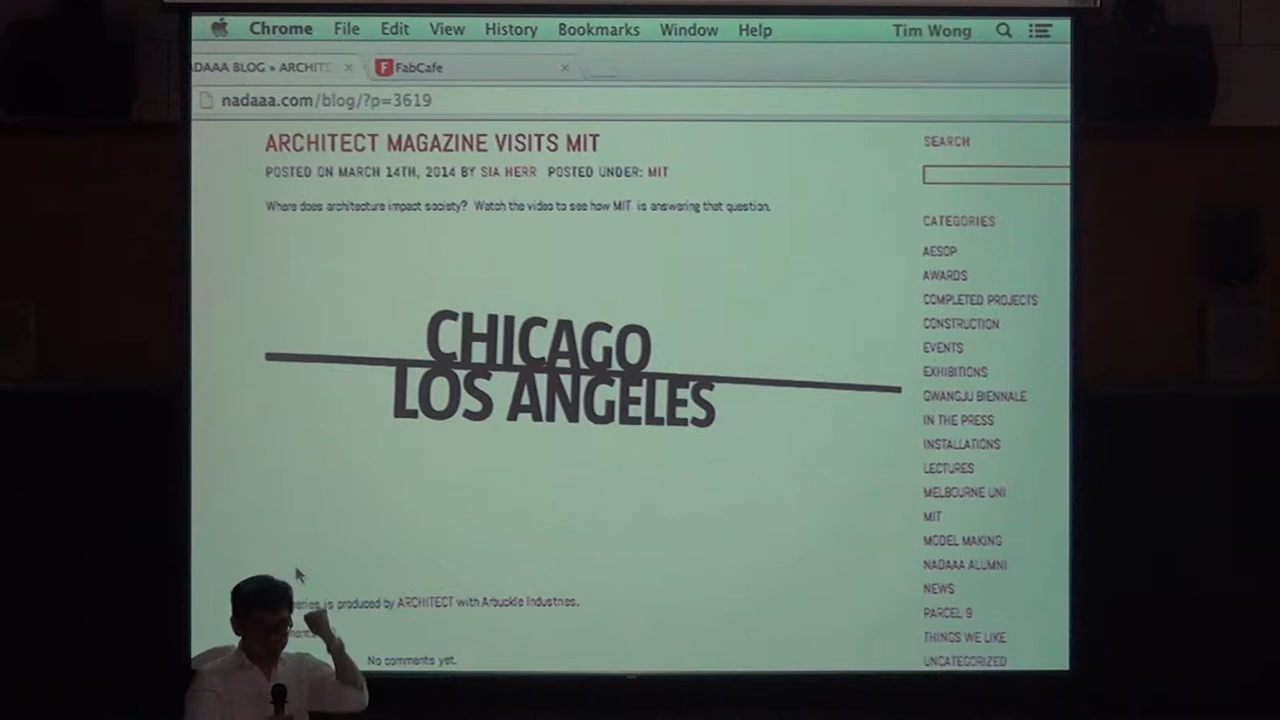 Chrome File Edit View History Bookmarks Window Help Tim Wong
DAAA BLOG » ARCHITE × F FabCafe ×
nadaaa.com/blog/?p=3619
ARCHITECT MAGAZINE VISITS MIT
POSTED ON MARCH 14TH, 2014 BY SIA HERR POSTED UNDER: MIT
Where does architecture impact society? Watch the video to see how MIT is answering that question.
CHICAGO
LOS ANGELES
is produced by ARCHITECT with Arbuckle Industries.
No comments yet.
SEARCH
CATEGORIES
AESOP
AWARDS
COMPLETED PROJECTS
CONSTRUCTION
EVENTS
EXHIBITIONS
GWANGJU BIENNALE
IN THE PRESS
INSTALLATIONS
LECTURES
MELBOURNE UNI
MIT
MODEL MAKING
NADAAA ALUMNI
NEWS
PARCEL 9
THINGS WE LIKE
UNCATEGORIZED